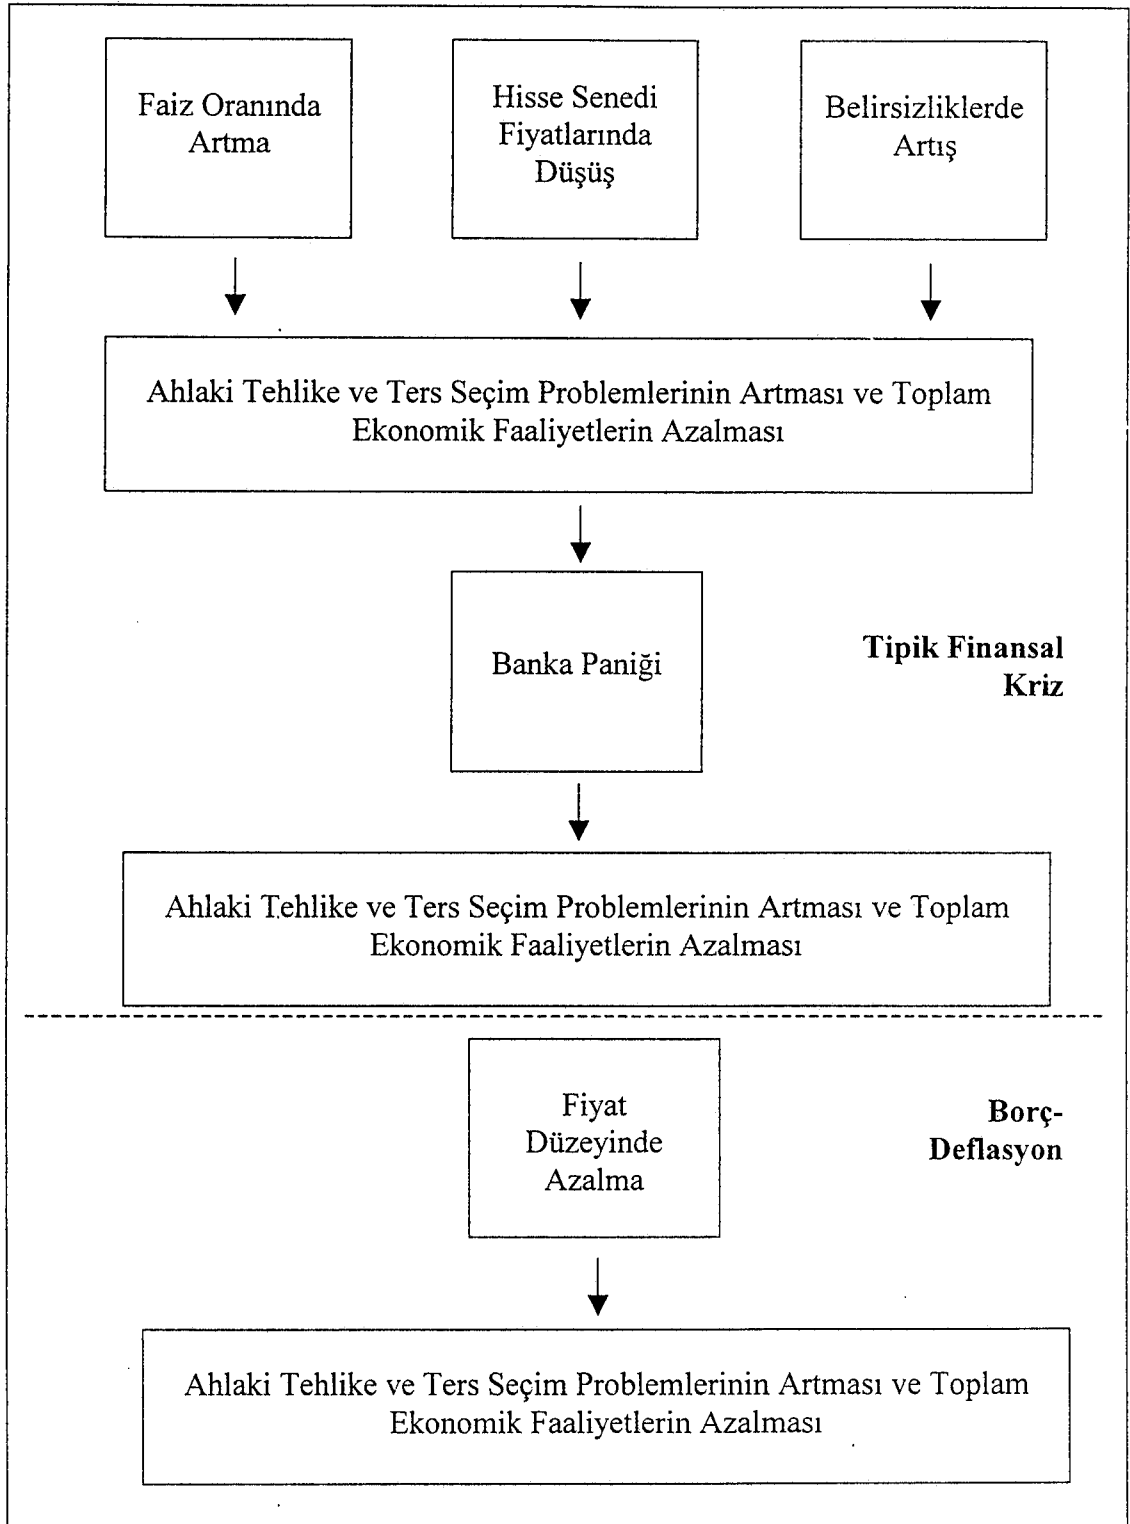 Faiz Oranında
Artma
Hisse Senedi
Fiyatlarında
Düşüş
Belirsizliklerde
Artış
Ahlaki Tehlike ve Ters Seçim Problemlerinin Artması ve Toplam
Ekonomik Faaliyetlerin Azalması
Banka Paniği
Tipik Finansal
Kriz
Ahlaki Tehlike ve Ters Seçim Problemlerinin Artması ve Toplam
Ekonomik Faaliyetlerin Azalması
Fiyat
Düzeyinde
Azalma
Borç-
Deflasyon
Ahlaki Tehlike ve Ters Seçim Problemlerinin Artması ve Toplam
Ekonomik Faaliyetlerin Azalması